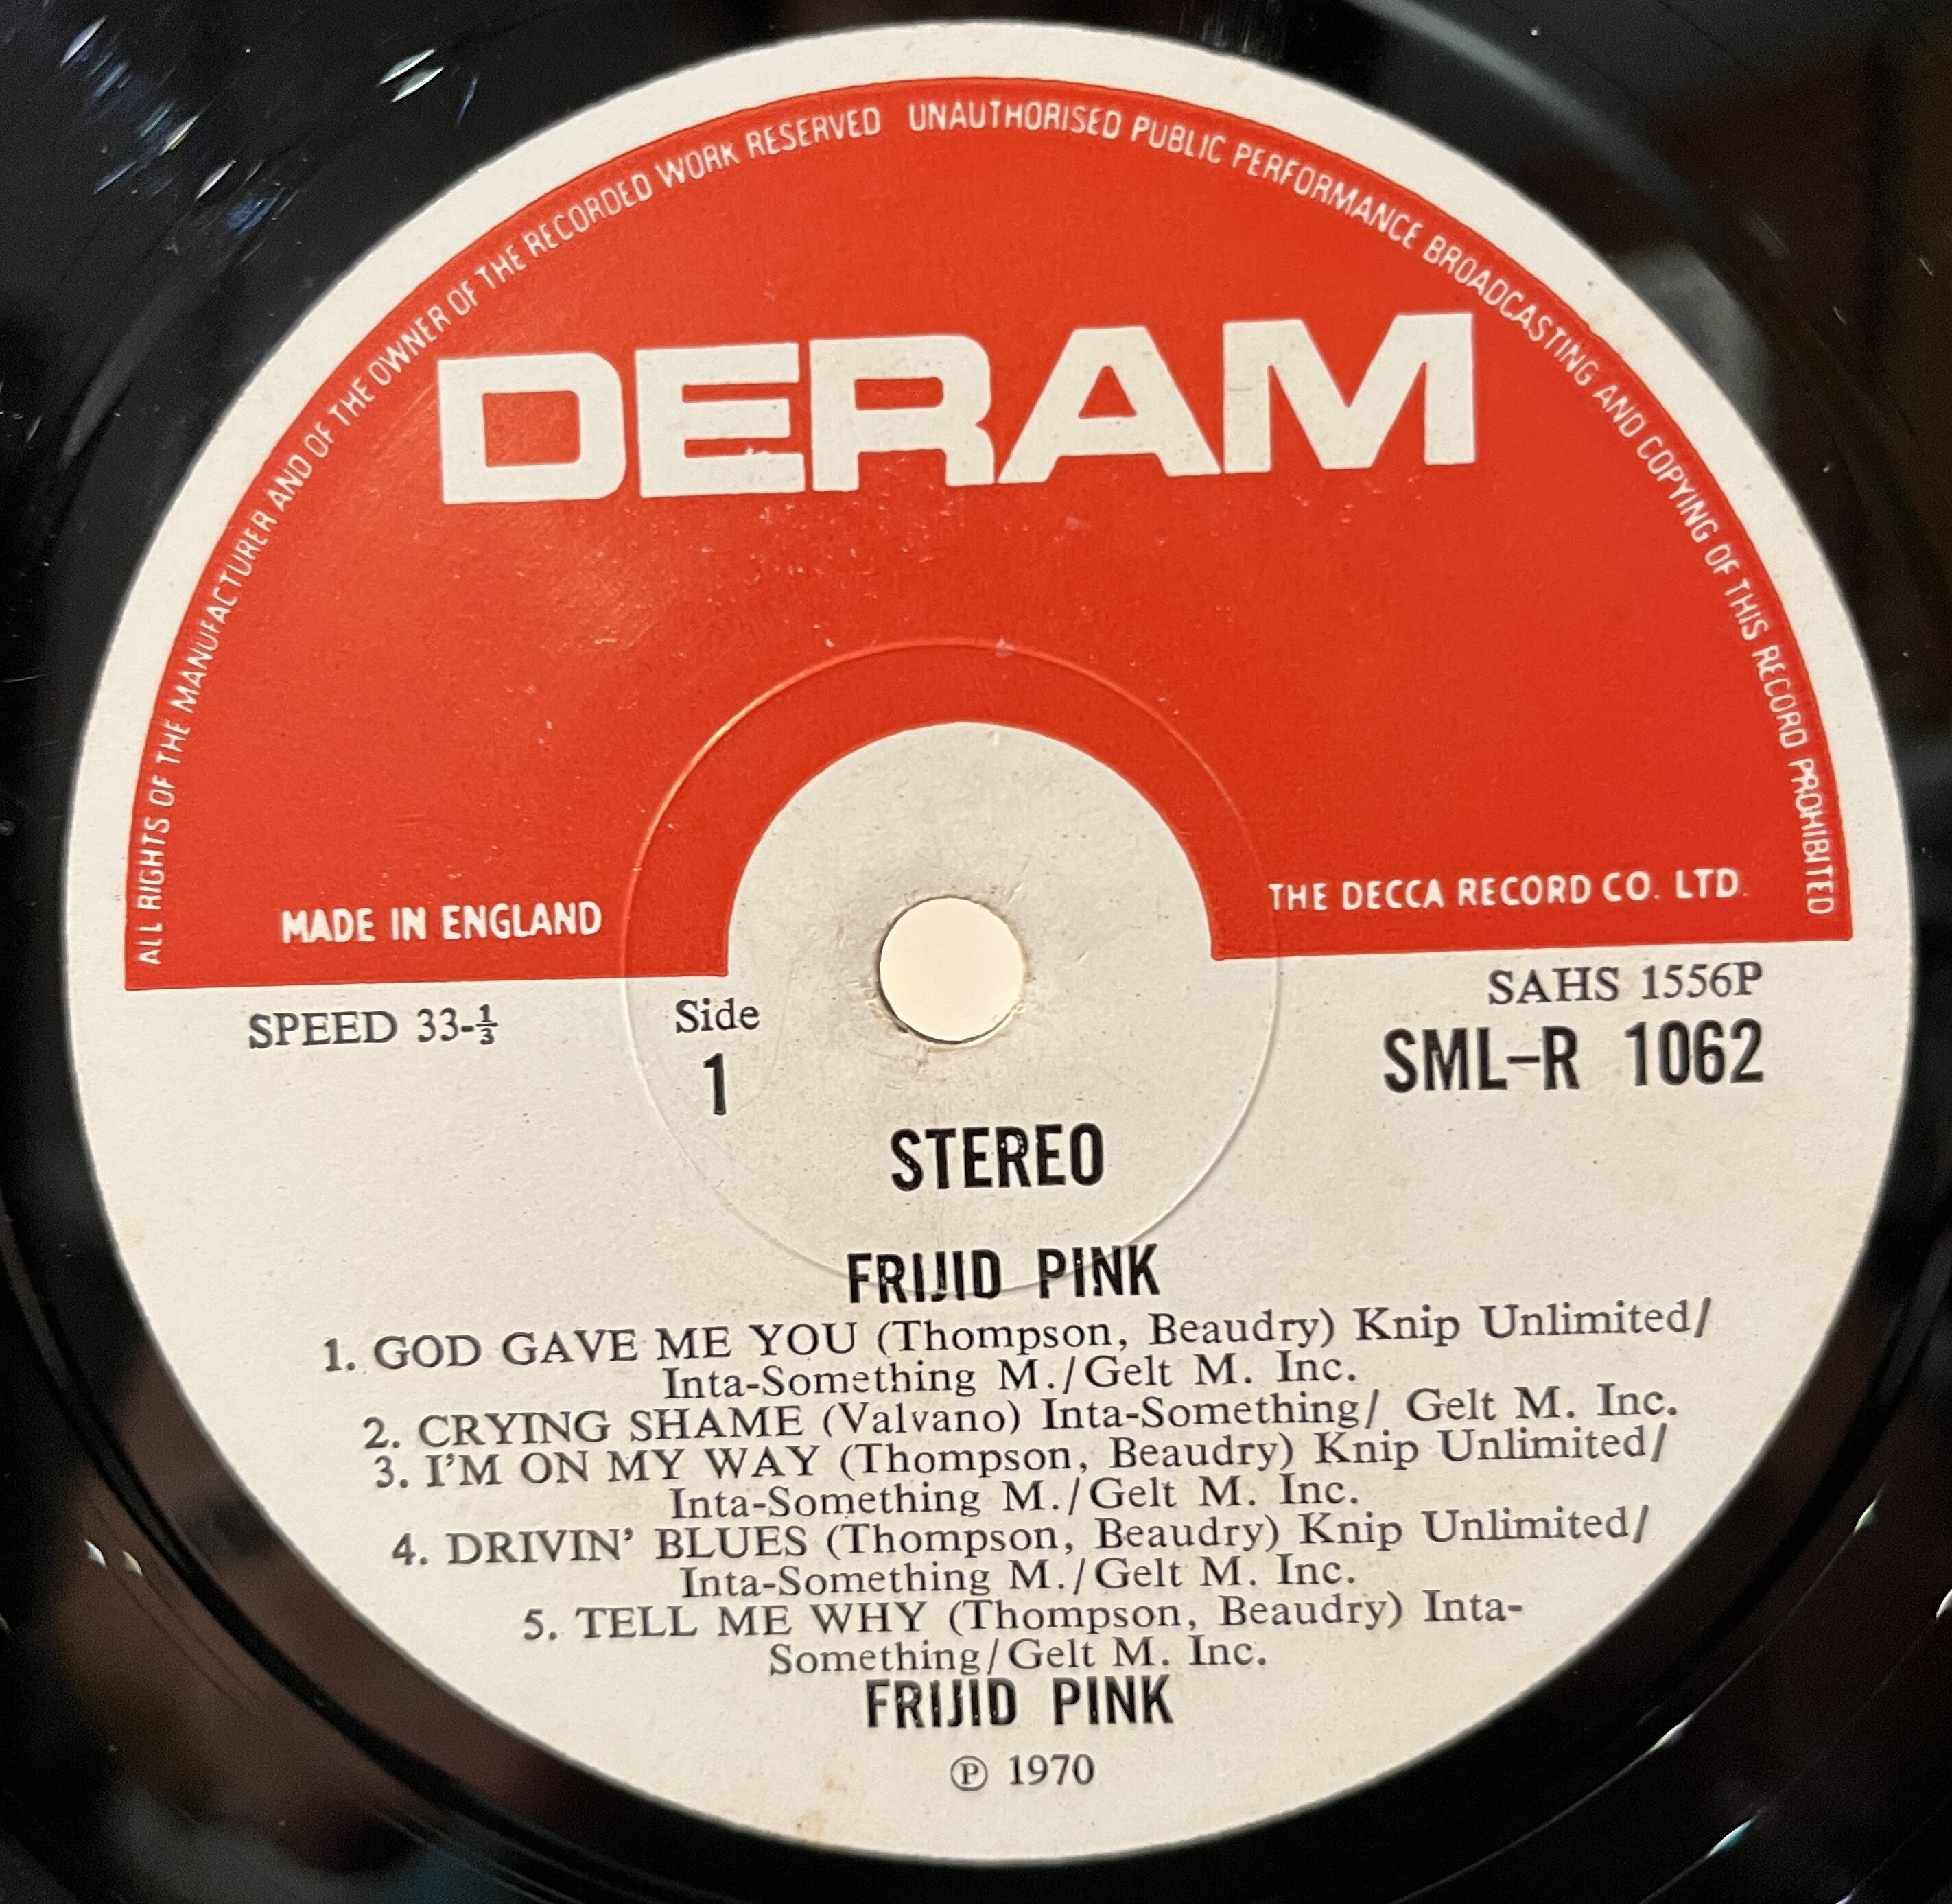 ALL RIGHTS OF THE MANUFACTURER AND OF THE OWNER OF THE RECORDED WORK RESERVED UNAUTHORISED PUBLIC PERFORMANCE BROADCASTING AND COPYING OF THIS RECORD PROHIBITED
DERAM
MADE IN ENGLAND
THE DECCA RECORD CO. LTD.
SPEED 33-⅓
Side
1
SAHS 1556P
SML-R 1062
STEREO
FRIJID PINK
1. GOD GAVE ME YOU (Thompson, Beaudry) Knip Unlimited/
Inta-Something M./Gelt M. Inc.
2. CRYING SHAME (Valvano) Inta-Something/ Gelt M. Inc.
3. I'M ON MY WAY (Thompson, Beaudry) Knip Unlimited/
Inta-Something M./Gelt M. Inc.
4. DRIVIN' BLUES (Thompson, Beaudry) Knip Unlimited/
Inta-Something M./Gelt M. Inc.
5. TELL ME WHY (Thompson, Beaudry) Inta-
Something/Gelt M. Inc.
FRIJID PINK
℗ 1970